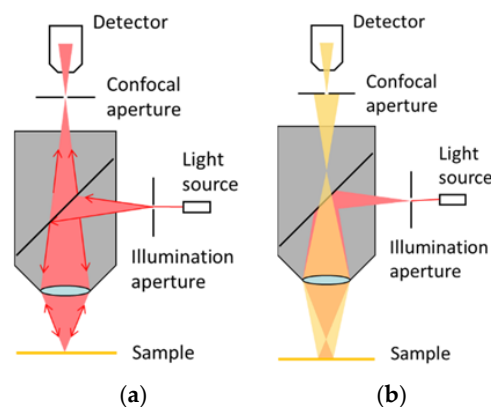 Detector
Confocal
aperture
Light
source
Illumination
aperture
Sample
(a)
Detector
Confocal
aperture
Light
source
Illumination
aperture
Sample
(b)